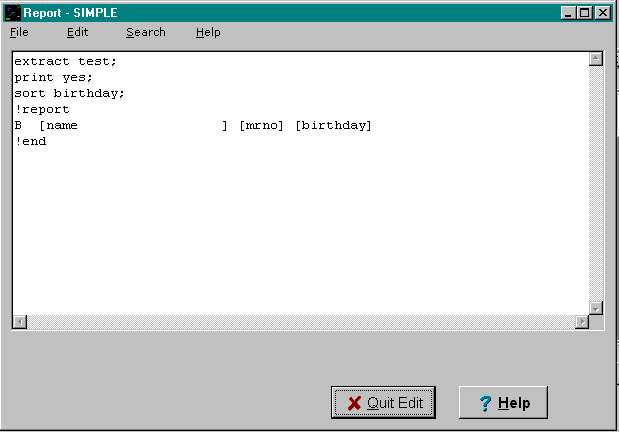 Report - SIMPLE
File Edit Search Help
extract test;
print yes;
sort birthday;
!report
B  [name                  ] [mrno] [birthday]
!end
Quit Edit
? Help